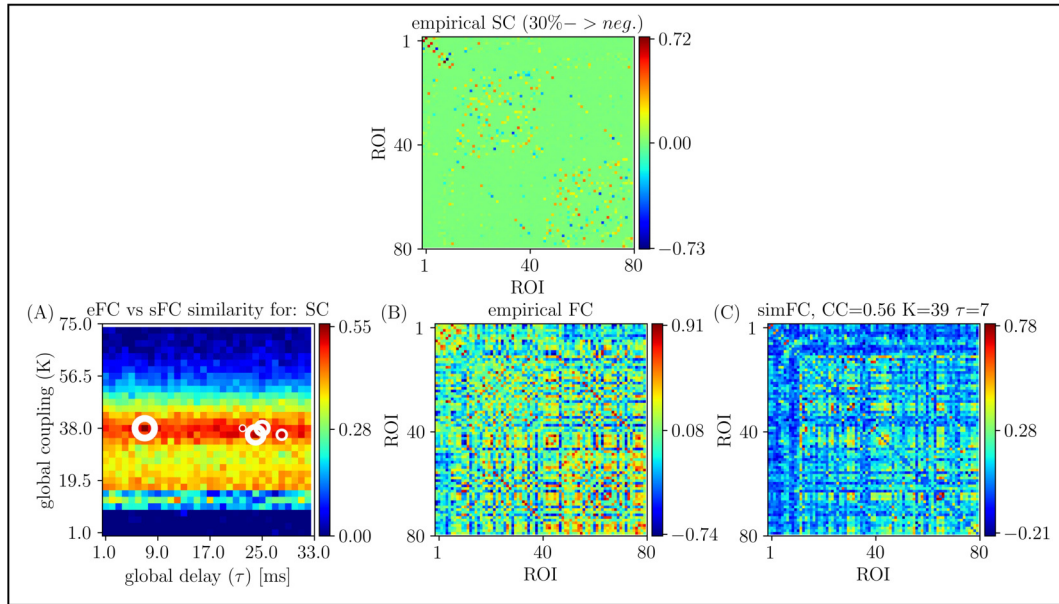 empirical SC (30%− > neg.)
1
40
80
ROI
1
40
80
ROI
0.72
0.00
−0.73
(A)
eFC vs sFC similarity for: SC
75.0
56.5
38.0
19.5
1.0
global coupling (K)
1.0
9.0
17.0
25.0
33.0
global delay (τ) [ms]
0.55
0.28
0.00
(B)
empirical FC
1
40
80
ROI
1
40
80
ROI
0.91
0.08
−0.74
(C)
simFC, CC=0.56 K=39 τ=7
1
40
80
ROI
1
40
80
ROI
0.78
0.28
−0.21